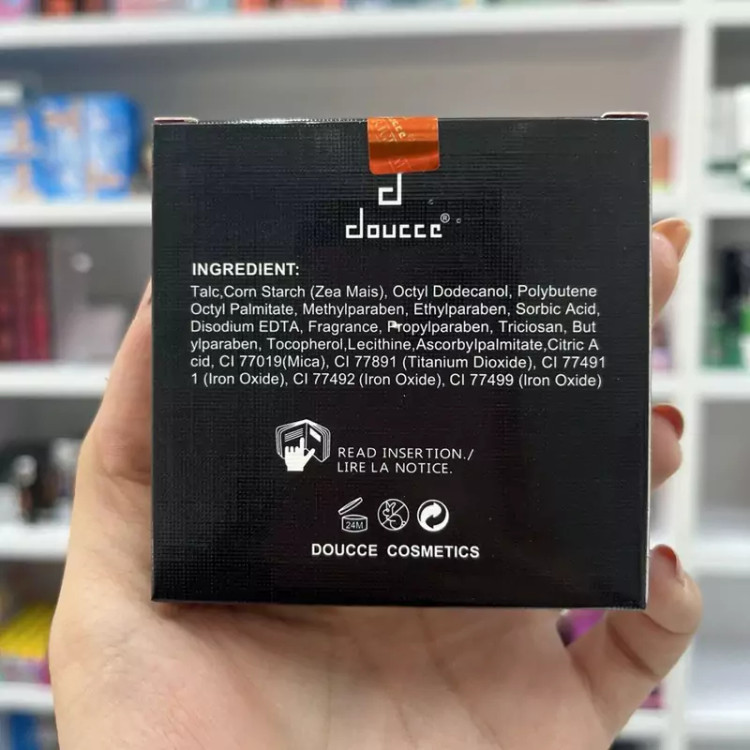 doucce®
INGREDIENT:
Talc,Corn Starch (Zea Mais), Octyl Dodecanol, Polybutene
Octyl Palmitate, Methylparaben, Ethylparaben, Sorbic Acid,
Disodium EDTA, Fragrance, Propylparaben, Triciosan, But
ylparaben, Tocopherol,Lecithine,Ascorbylpalmitate,Citric A
cid, CI 77019(Mica), CI 77891 (Titanium Dioxide), CI 77491
1 (Iron Oxide), CI 77492 (Iron Oxide), CI 77499 (Iron Oxide)
READ INSERTION./
LIRE LA NOTICE.
24M
DOUCCE COSMETICS